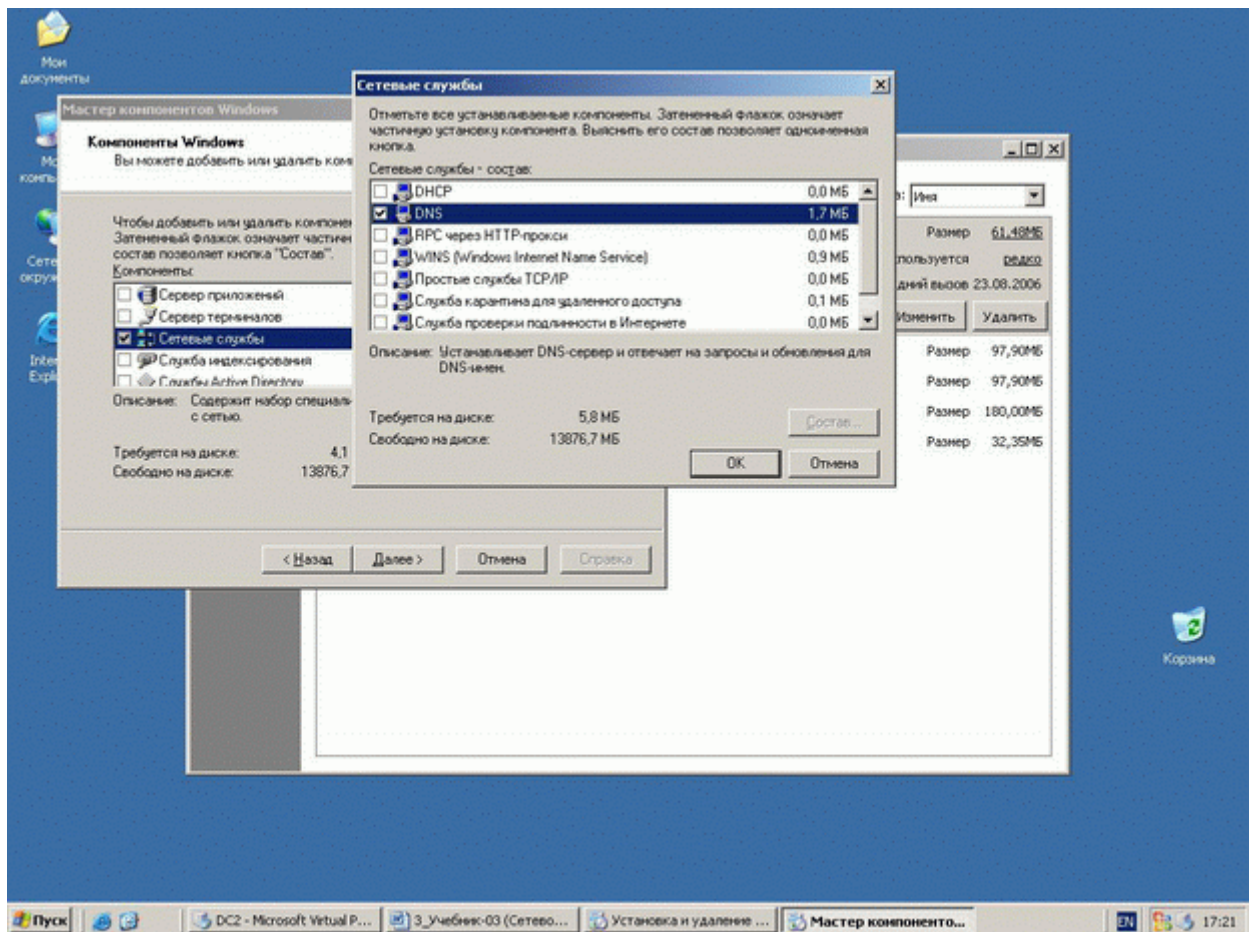 Мои
документы
Сетевые службы
Отметьте все устанавливаемые компоненты. Затененный флажок означает
частичную установку компонента. Выяснить его состав позволяет одноименная
кнопка.
Сетевые службы - состав:
DHCP 0,0 МБ
DNS 1,7 МБ
RPC через HTTP-прокси 0,0 МБ
WINS (Windows Internet Name Service) 0,9 МБ
Простые службы TCP/IP 0,0 МБ
Служба карантина для удаленного доступа 0,1 МБ
Служба проверки подлинности в Интернете 0,0 МБ
Описание: Устанавливает DNS-сервер и отвечает на запросы и обновления для
DNS-имен.
Требуется на диске: 5,8 МБ
Свободно на диске: 13876,7 МБ
Состав...
OK Отмена
Мастер компонентов Windows
Компоненты Windows
Вы можете добавить или удалить
Чтобы добавить или удалить
Затененный флажок означает
состав позволяет кнопка "Состав".
Компоненты:
Сервер приложений
Сервер терминалов
Сетевые службы
Служба индексирования
Службы Active Directory
Описание: Содержит набор
с сетью.
Требуется на диске: 4,1
Свободно на диске: 13876,7
< Назад Далее > Отмена Справка
Имя
Размер 61,48МБ
редко
вызов 23.08.2006
Изменить Удалить
Размер 97,90МБ
Размер 97,90МБ
Размер 180,00МБ
Размер 32,35МБ
Корзина
Пуск
DC2 - Microsoft Virtual P...
3_Учебник-03 (Сетево...
Установка и удаление ...
Мастер компоненто...
EN
17:21